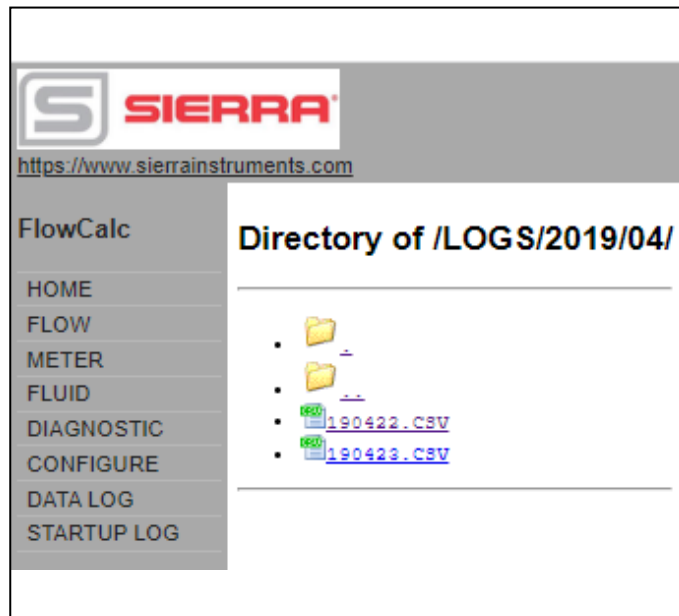 SIERRA
https://www.sierrainstruments.com
FlowCalc
HOME
FLOW
METER
FLUID
DIAGNOSTIC
CONFIGURE
DATA LOG
STARTUP LOG
Directory of /LOGS/2019/04/
.
..
190422.CSV
190423.CSV